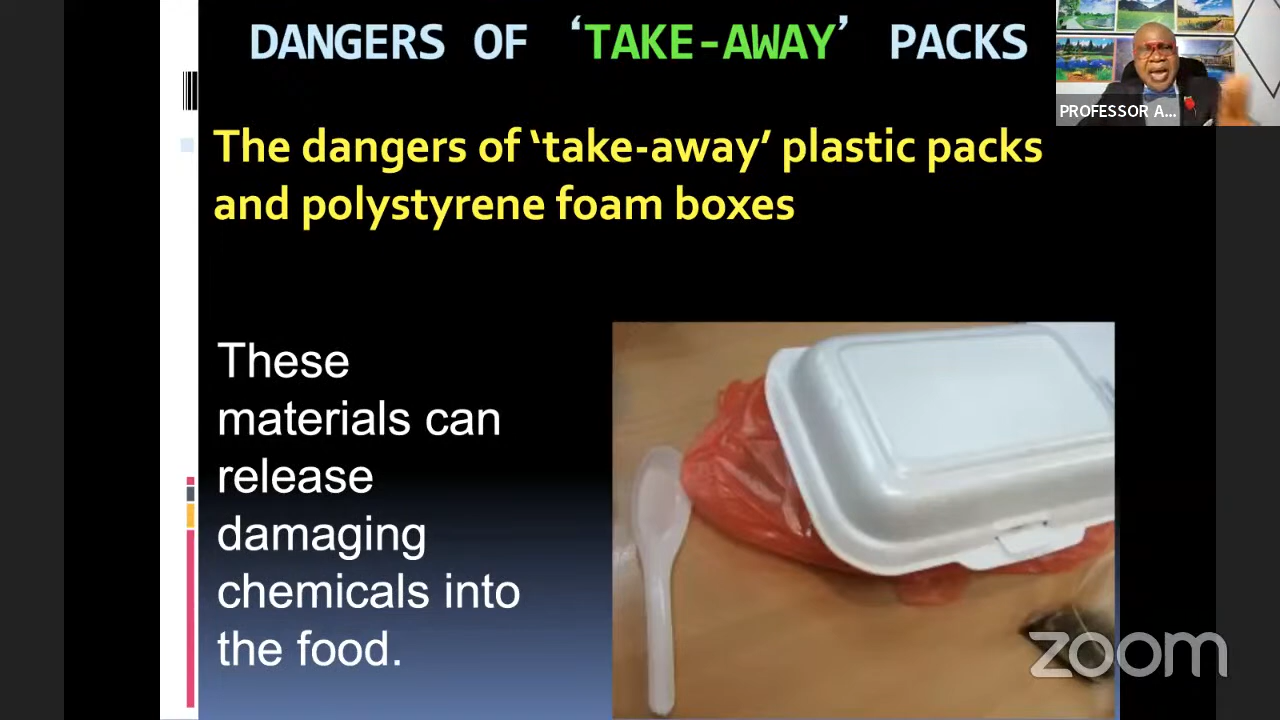 DANGERS OF ‘TAKE-AWAY’ PACKS
PROFESSOR A...
The dangers of ‘take-away’ plastic packs
and polystyrene foam boxes
These
materials can
release
damaging
chemicals into
the food.
zoom